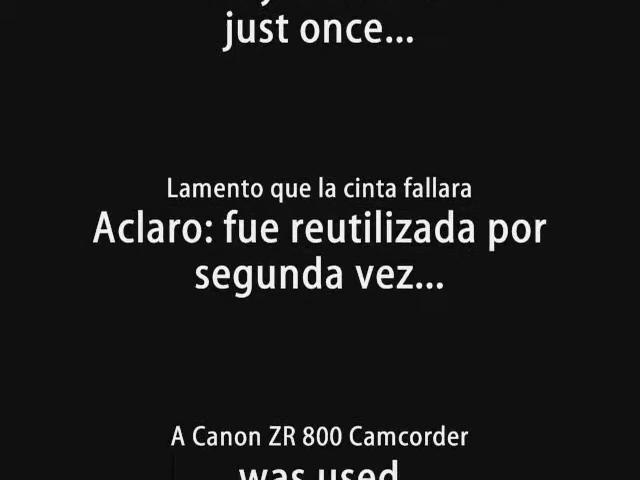 just once...
Lamento que la cinta fallara
Aclaro: fue reutilizada por
segunda vez...
A Canon ZR 800 Camcorder
was used